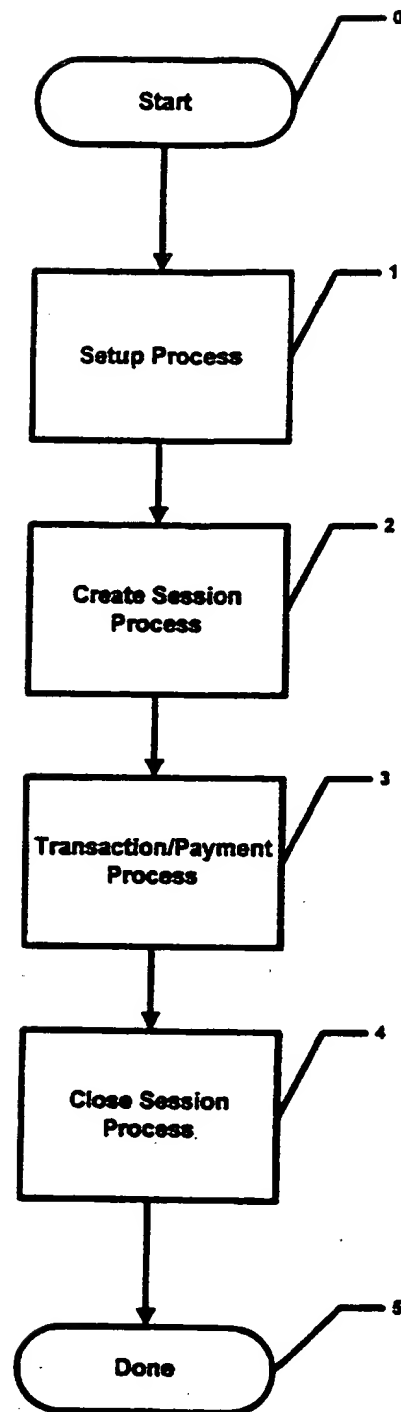 0
Start
1
Setup Process
2
Create Session
Process
3
Transaction/Payment
Process
4
Close Session
Process
5
Done